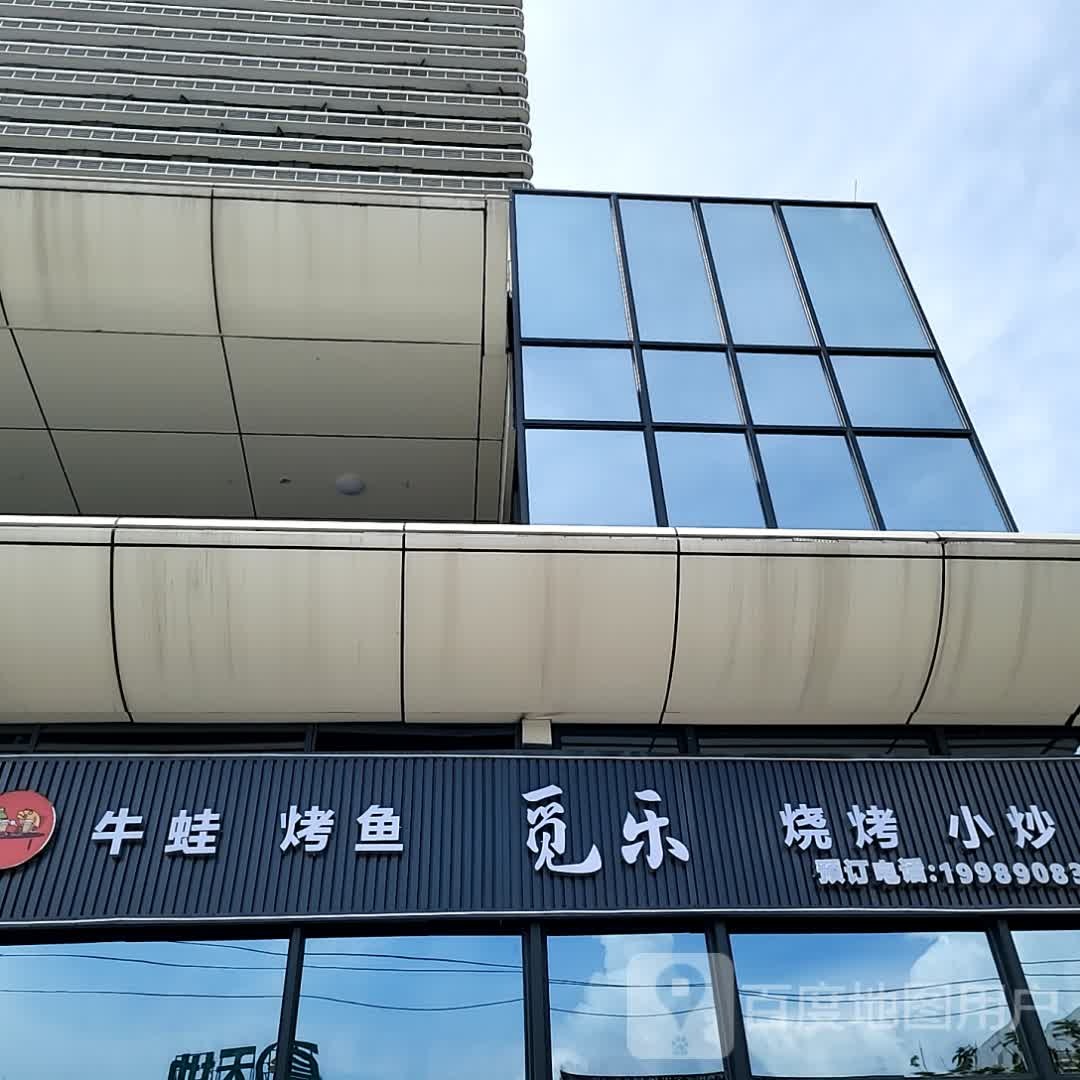 牛蛙 烤鱼 觅乐 烧烤 小炒
预订电话:19989083
百度地图用户